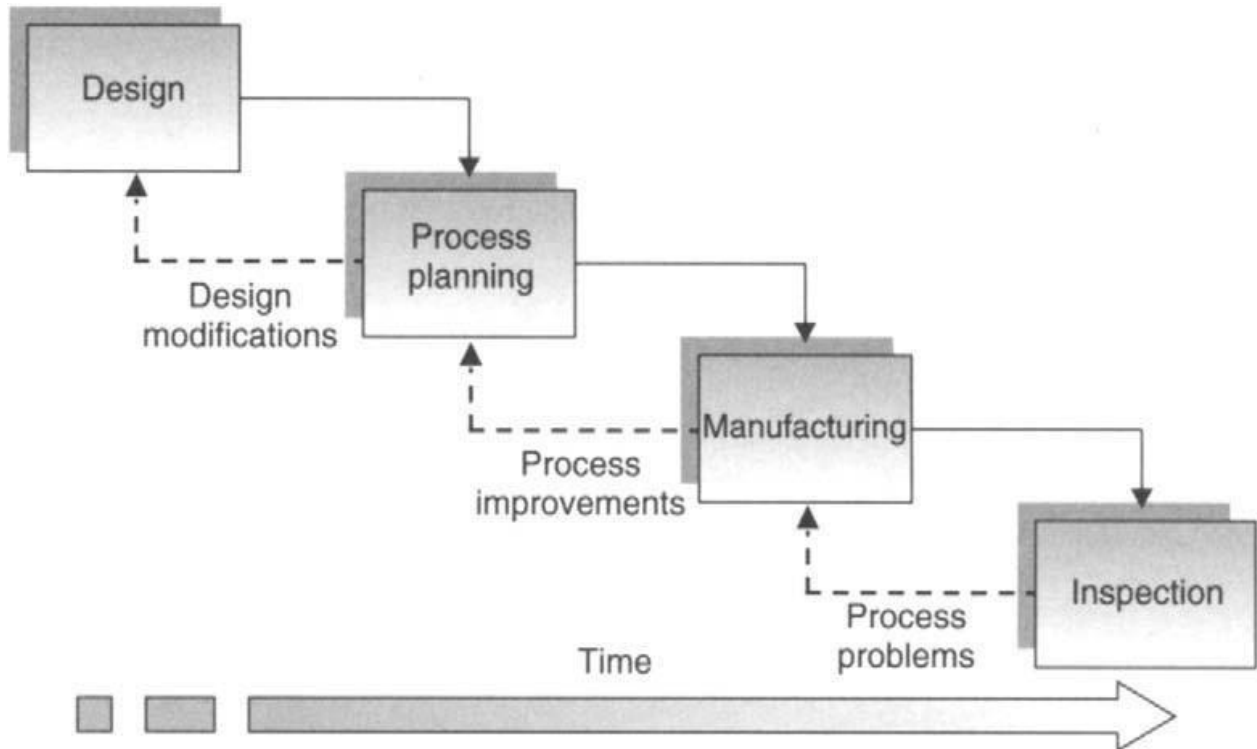 Design
Process
planning
Design
modifications
Manufacturing
Process
improvements
Inspection
Process
problems
Time